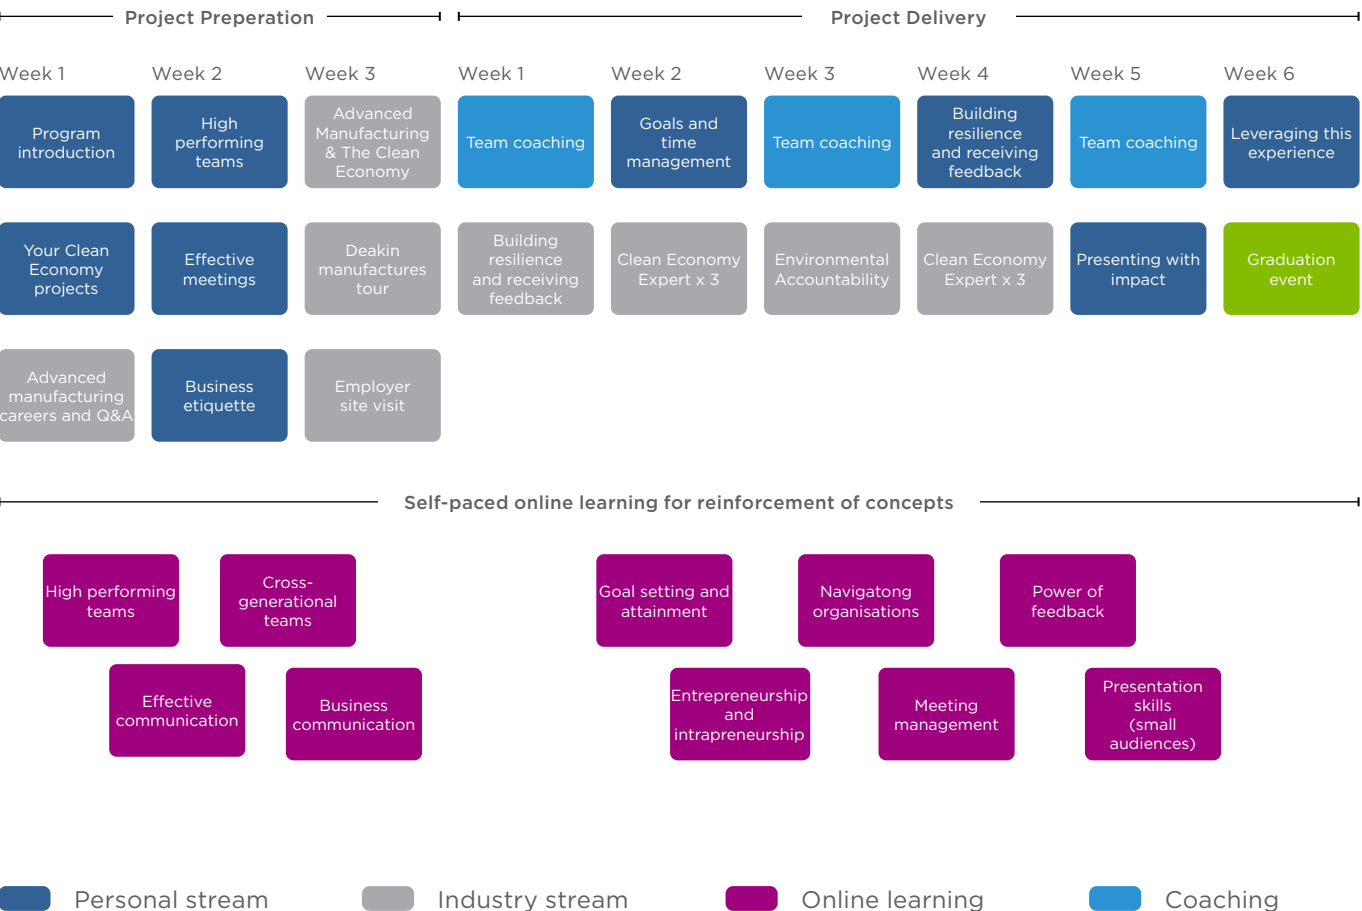 Project Preperation
Project Delivery
Week 1
Week 2
Week 3
Week 1
Week 2
Week 3
Week 4
Week 5
Week 6
Program
introduction
High
performing
teams
Advanced
Manufacturing
& The Clean
Economy
Team coaching
Goals and
time
management
Team coaching
Building
resilience
and receiving
feedback
Team coaching
Leveraging this
experience
Your Clean
Economy
projects
Effective
meetings
Deakin
manufactures
tour
Building
resilience
and receiving
feedback
Clean Economy
Expert x 3
Environmental
Accountability
Clean Economy
Expert x 3
Presenting with
impact
Graduation
event
Advanced
manufacturing
careers and Q&A
Business
etiquette
Employer
site visit
Self-paced online learning for reinforcement of concepts
High performing
teams
Cross-
generational
teams
Goal setting and
attainment
Navigatong
organisations
Power of
feedback
Effective
communication
Business
communication
Entrepreneurship
and
intrapreneurship
Meeting
management
Presentation
skills
(small
audiences)
Personal stream
Industry stream
Online learning
Coaching